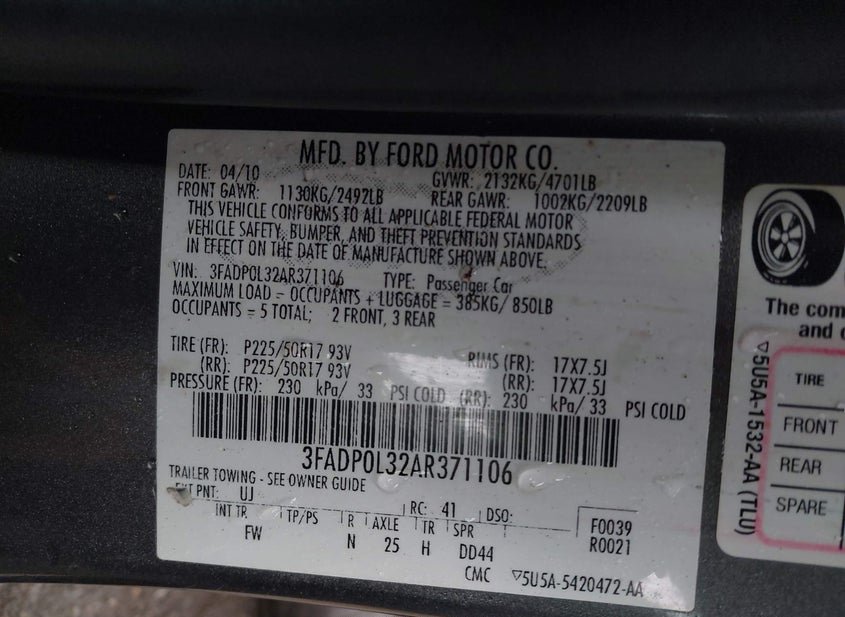 MFD. BY FORD MOTOR CO.
DATE: 04/10 GVWR: 2132KG/4701LB
FRONT GAWR: 1130KG/2492LB REAR GAWR: 1002KG/2209LB
THIS VEHICLE CONFORMS TO ALL APPLICABLE FEDERAL MOTOR
VEHICLE SAFETY, BUMPER, AND THEFT PREVENTION STANDARDS
IN EFFECT ON THE DATE OF MANUFACTURE SHOWN ABOVE.
VIN: 3FADP0L32AR371106 TYPE: Passenger Car
MAXIMUM LOAD = OCCUPANTS + LUGGAGE = 385KG/ 850LB
OCCUPANTS = 5 TOTAL; 2 FRONT, 3 REAR
TIRE (FR): P225/50R17 93V RIMS (FR): 17X7.5J
(RR): P225/50R17 93V (RR): 17X7.5J
PRESSURE (FR): 230 kPa/ 33 PSI COLD (RR): 230 kPa/ 33 PSI COLD
3FADP0L32AR371106
TRAILER TOWING - SEE OWNER GUIDE
EXT PNT: UJ RC: 41 DSO: F0039
INT TR TP/PS R AXLE TR SPR R0021
FW N 25 H DD44
CMC ▽5U5A-5420472-AA
The com
and c
▽5U5A-1532-AA (TLU)
TIRE
FRONT
REAR
SPARE